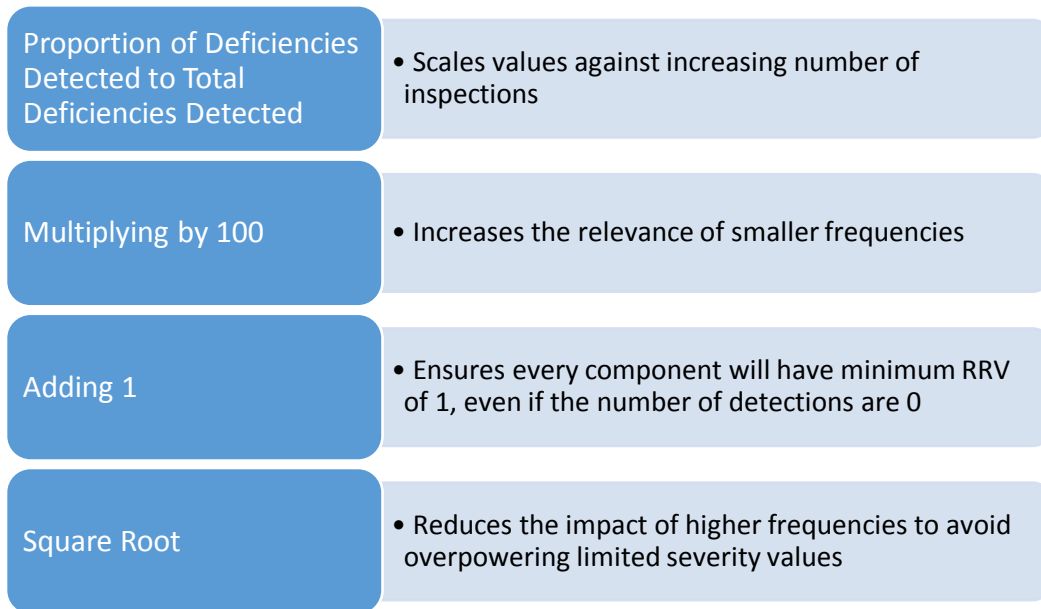 Proportion of Deficiencies
Detected to Total
Deficiencies Detected
• Scales values against increasing number of
inspections
Multiplying by 100
• Increases the relevance of smaller frequencies
Adding 1
• Ensures every component will have minimum RRV
of 1, even if the number of detections are 0
Square Root
• Reduces the impact of higher frequencies to avoid
overpowering limited severity values